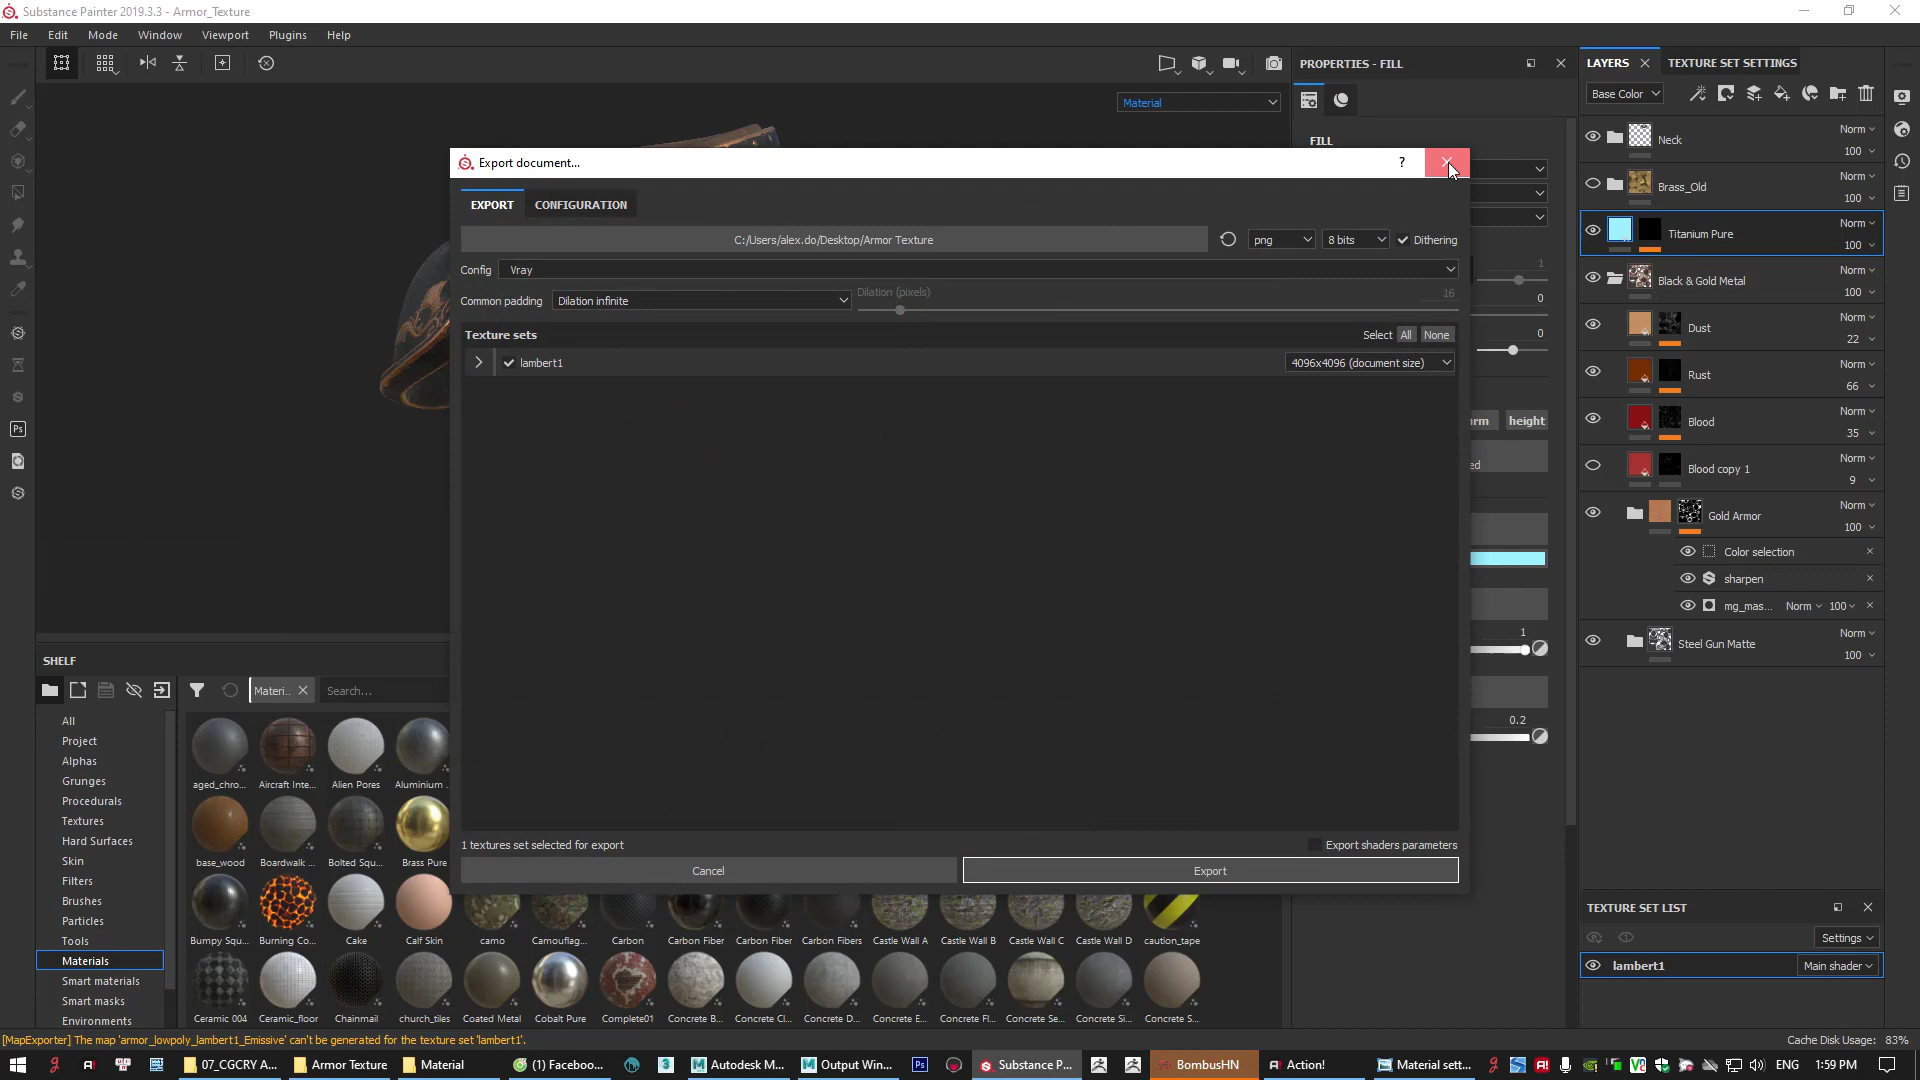 Substance Painter 2019.3.3 - Armor_Texture
File Edit Mode Window Viewport Plugins Help
Material
PROPERTIES - FILL
FILL
LAYERS TEXTURE SET SETTINGS
Base Color
Neck Norm 100
Brass_Old Norm 100
Titanium Pure Norm 100
Black & Gold Metal Norm 100
Dust Norm 22
Rust Norm 66
Blood Norm 35
Blood copy 1 Norm 9
Gold Armor Norm 100
Color selection
sharpen
mg_mas... Norm 100
Steel Gun Matte Norm 100
Export document...
?
EXPORT CONFIGURATION
C:/Users/alex.do/Desktop/Armor Texture png 8 bits Dithering
Config Vray
Common padding Dilation infinite Dilation (pixels) 16
Texture sets Select All None
lambert1 4096x4096 (document size)
1 textures set selected for export Export shaders parameters
Cancel Export
1
0
0
height
1
0.2
SHELF
Materi.. Search...
All
Project
Alphas
Grunges
Procedurals
Textures
Hard Surfaces
Skin
Filters
Brushes
Particles
Tools
Materials
Smart materials
Smart masks
Environments
aged_chro... Aircraft Inte... Alien Pores Aluminium ..
base_wood Boardwalk ... Bolted Squ... Brass Pure
Bumpy Squ... Burning Co... Cake Calf Skin camo Camouflag... Carbon Carbon Fiber Carbon Fiber Carbon Fibers Castle Wall A Castle Wall B Castle Wall C Castle Wall D caution_tape
Ceramic 004 Ceramic_floor Chainmail church_tiles Coated Metal Cobalt Pure Complete01 Concrete B... Concrete Cl... Concrete D... Concrete E... Concrete Fl... Concrete Se... Concrete Si... Concrete S...
TEXTURE SET LIST
Settings
lambert1 Main shader
[MapExporter] The map 'armor_lowpoly_lambert1_Emissive' can't be generated for the texture set 'lambert1'.
Cache Disk Usage: 83%
07_CGCRY A... Armor Texture Material (1) Faceboo... Autodesk M... Output Win... Substance P... BombusHN Action! Material sett... ENG 1:59 PM